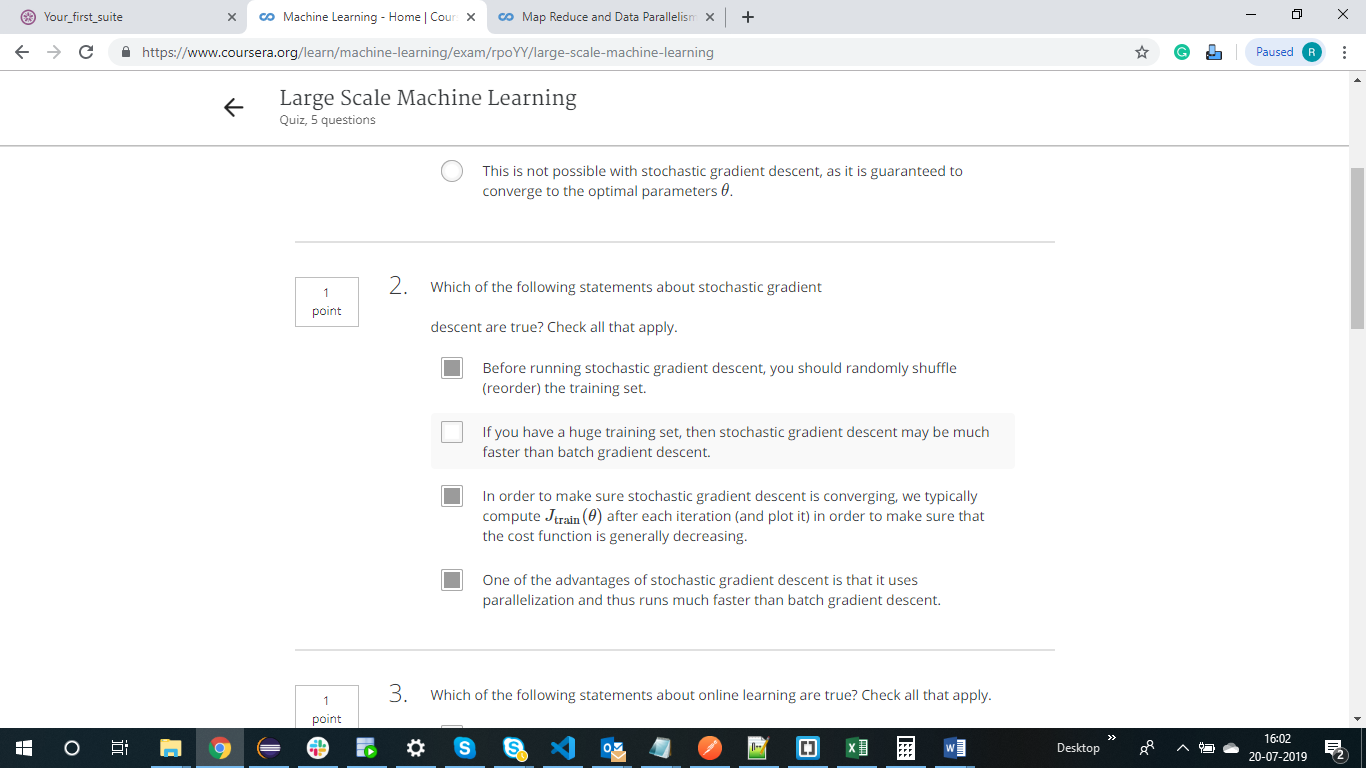 Your_first_suite
Machine Learning - Home | Cour
Map Reduce and Data Parallelism
https://www.coursera.org/learn/machine-learning/exam/rpoYY/large-scale-machine-learning
Paused R
Large Scale Machine Learning
Quiz, 5 questions
This is not possible with stochastic gradient descent, as it is guaranteed to
converge to the optimal parameters θ.
1
point
2.
Which of the following statements about stochastic gradient
descent are true? Check all that apply.
Before running stochastic gradient descent, you should randomly shuffle
(reorder) the training set.
If you have a huge training set, then stochastic gradient descent may be much
faster than batch gradient descent.
In order to make sure stochastic gradient descent is converging, we typically
compute J_train(θ) after each iteration (and plot it) in order to make sure that
the cost function is generally decreasing.
One of the advantages of stochastic gradient descent is that it uses
parallelization and thus runs much faster than batch gradient descent.
1
point
3.
Which of the following statements about online learning are true? Check all that apply.
Desktop
16:02
20-07-2019
2